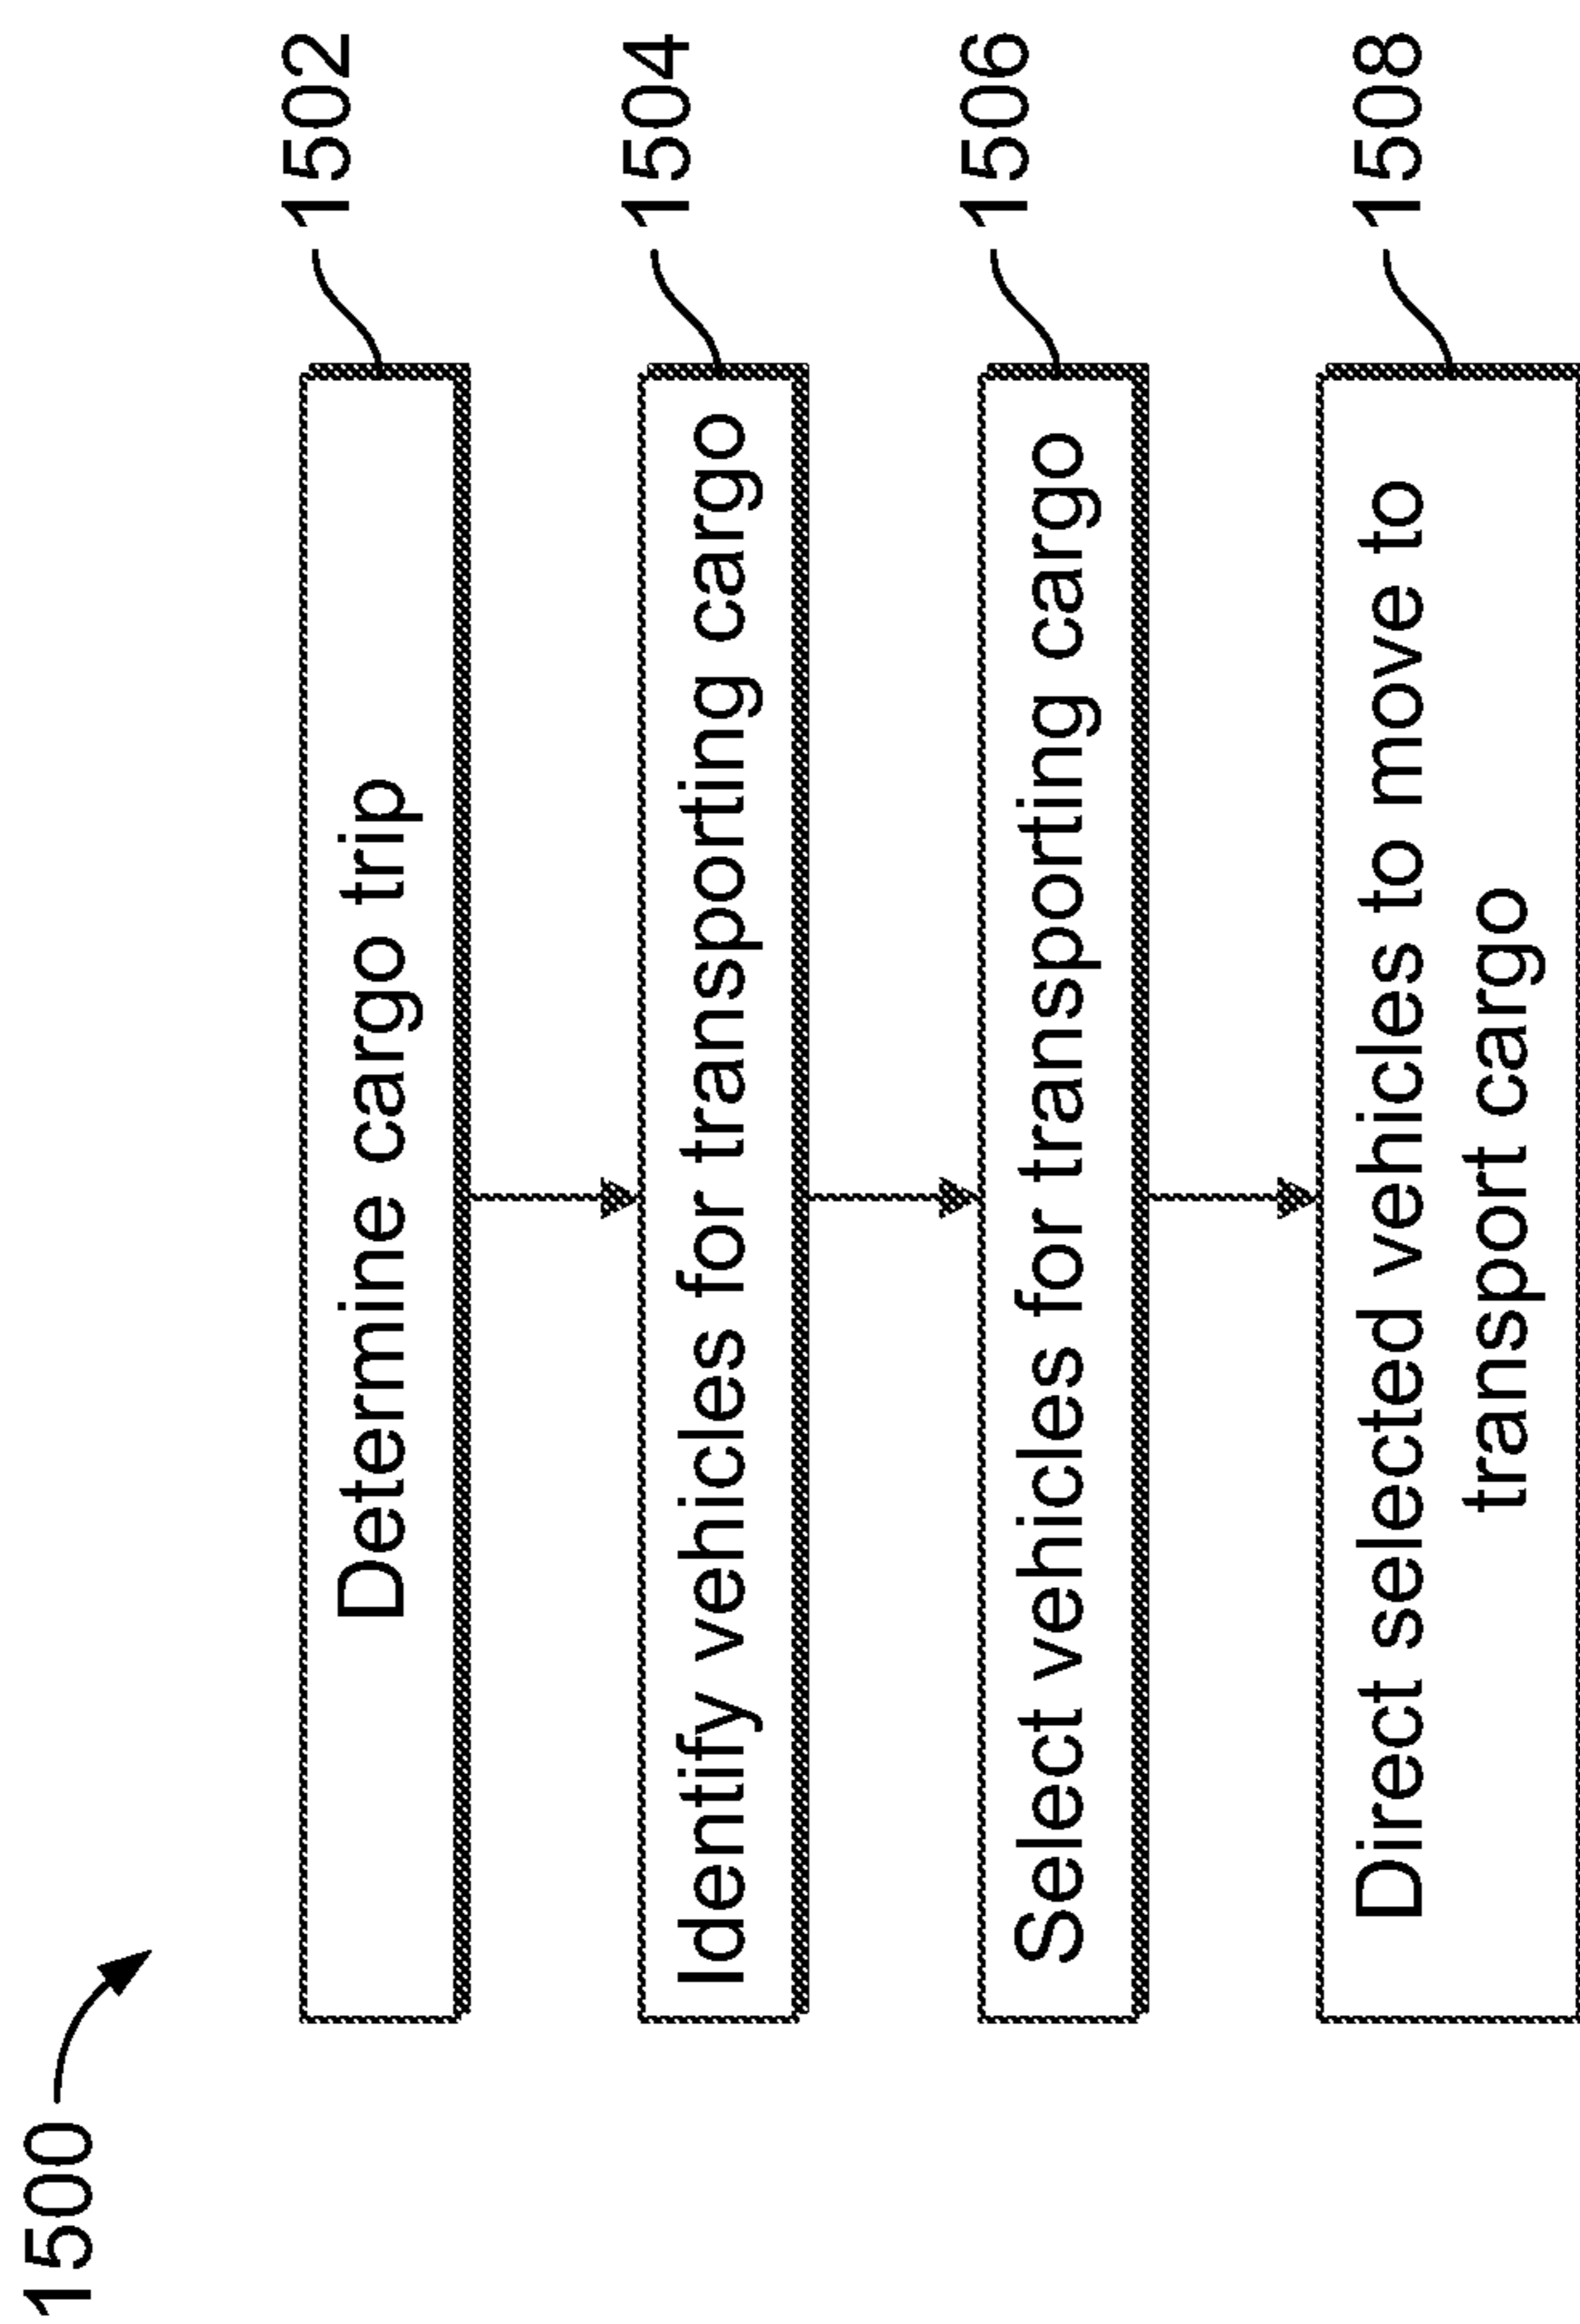 1500
1502
Determine cargo trip
1504
Identify vehicles for transporting cargo
1506
Select vehicles for transporting cargo
1508
Direct selected vehicles to move to
transport cargo